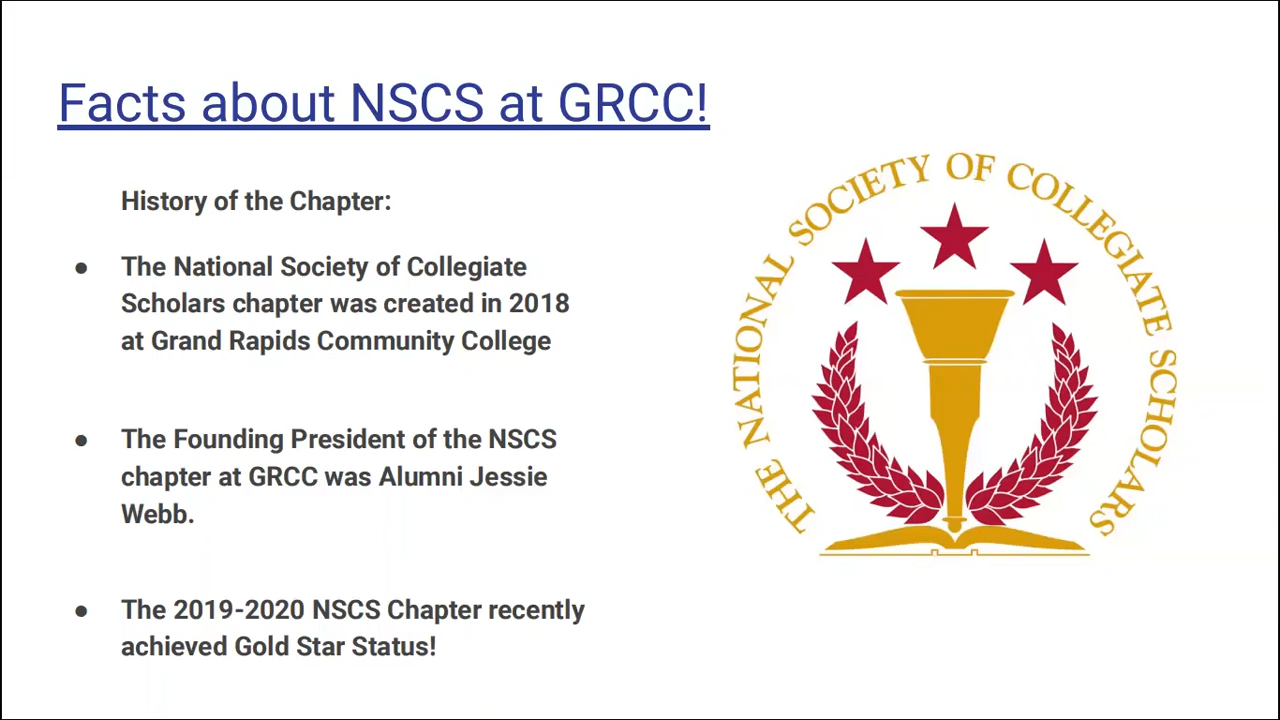 Facts about NSCS at GRCC!
History of the Chapter:
● The National Society of Collegiate
Scholars chapter was created in 2018
at Grand Rapids Community College
● The Founding President of the NSCS
chapter at GRCC was Alumni Jessie
Webb.
● The 2019-2020 NSCS Chapter recently
achieved Gold Star Status!
THE NATIONAL SOCIETY OF COLLEGIATE SCHOLARS